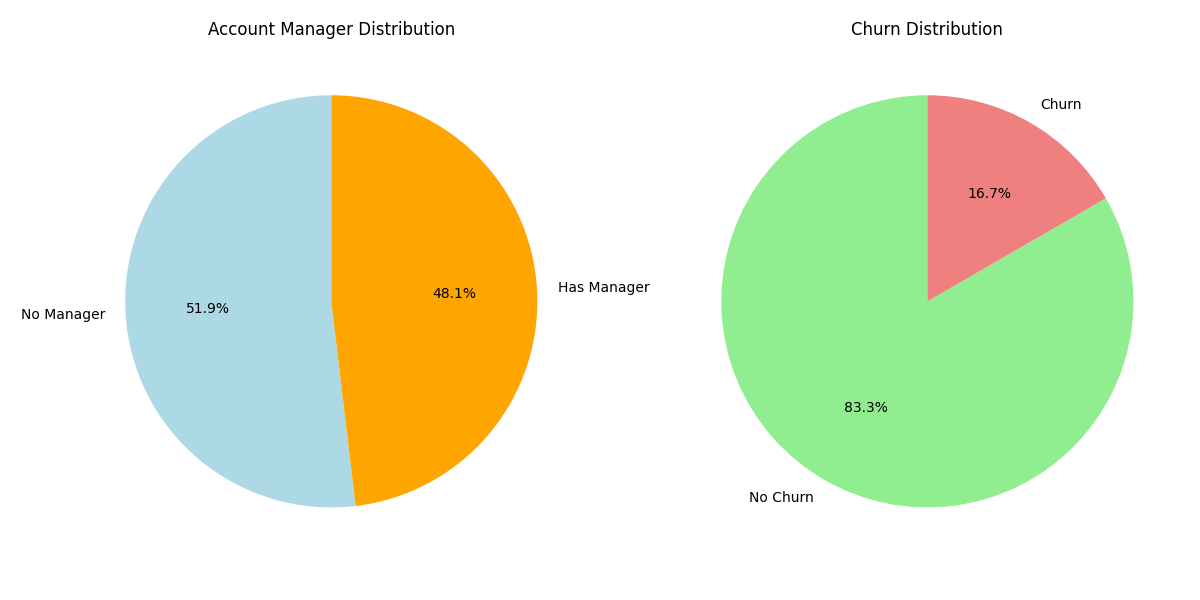 Account Manager Distribution
No Manager
51.9%
48.1%
Has Manager
Churn Distribution
Churn
16.7%
83.3%
No Churn